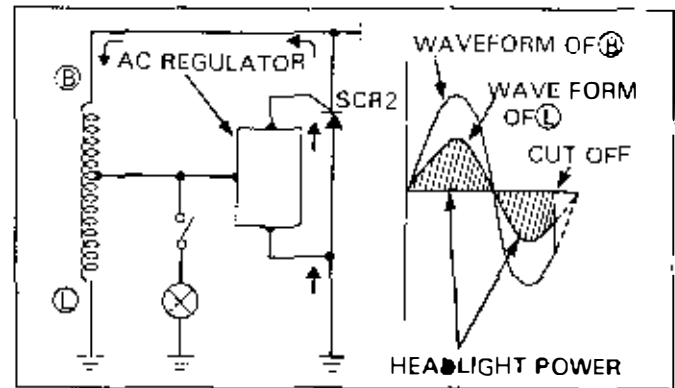 AC REGULATOR
Ⓑ
SCR2
Ⓛ
WAVEFORM OF Ⓑ
WAVE FORM
OF Ⓛ
CUT OFF
HEADLIGHT POWER